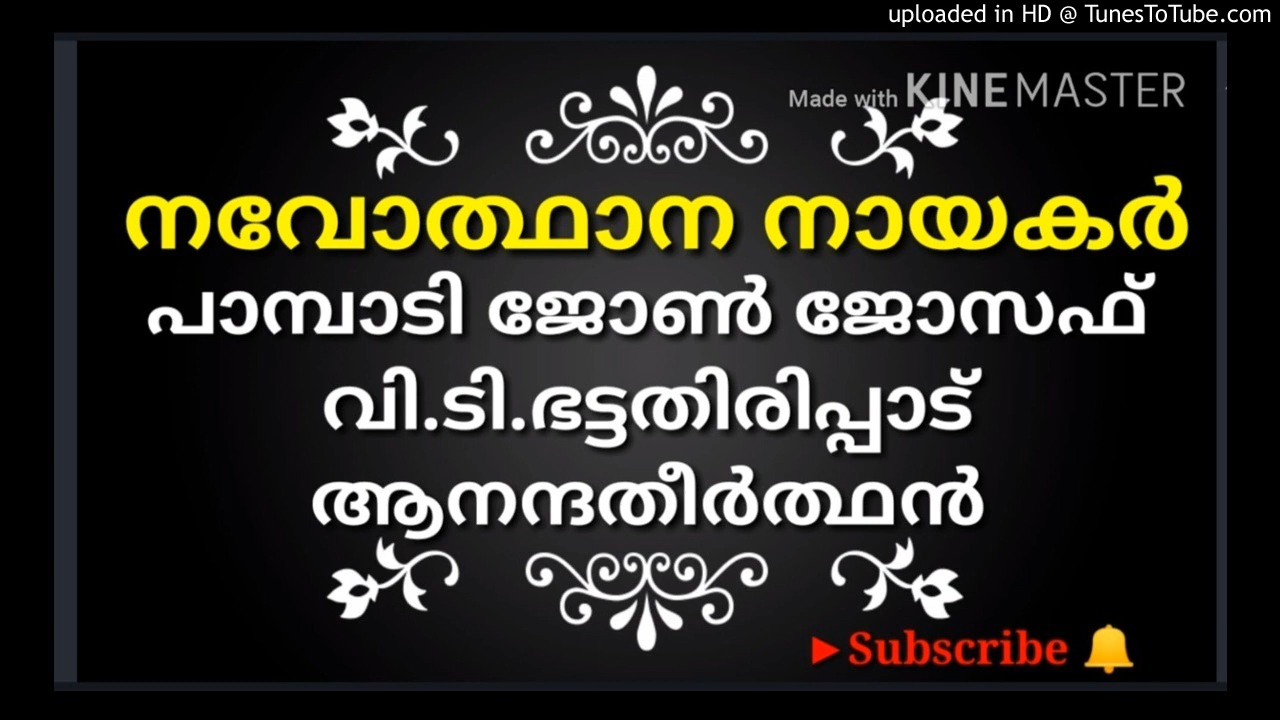 uploaded in HD @ TunesToTube.com
Made with KINEMASTER
നവോത്ഥാന നായകർ
പാമ്പാടി ജോൺ ജോസഫ്
വി.ടി.ഭട്ടതിരിപ്പാട്
ആനന്ദതീർത്ഥൻ
►Subscribe 🔔